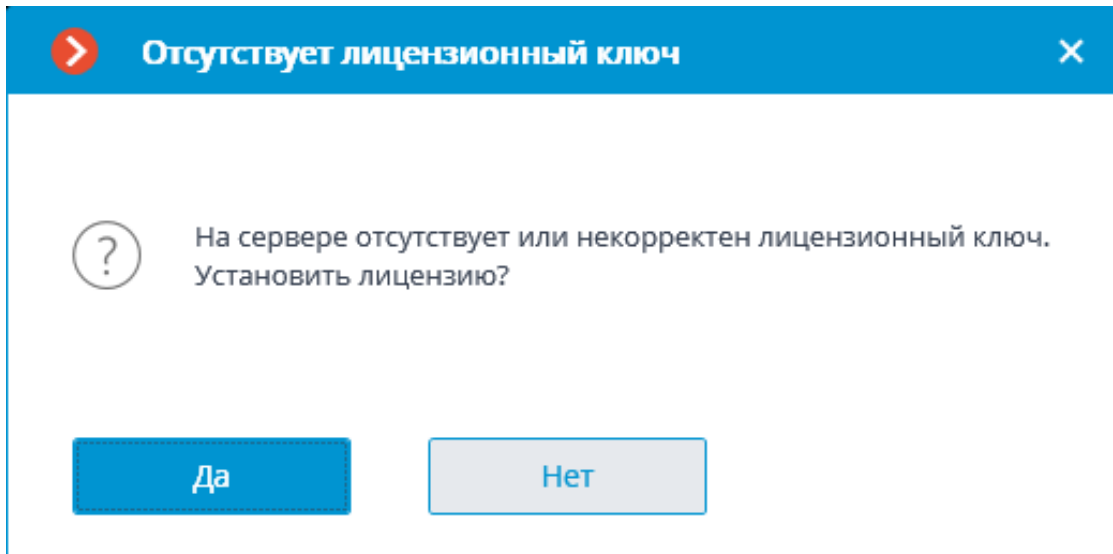 Отсутствует лицензионный ключ
На сервере отсутствует или некорректен лицензионный ключ.
Установить лицензию?
Да
Нет